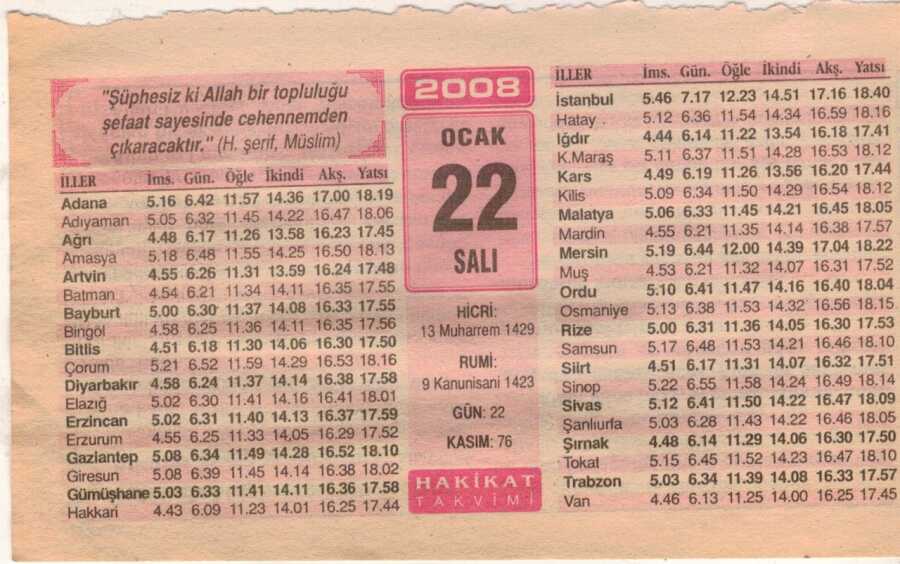 "Şüphesiz ki Allah bir topluluğu
şefaat sayesinde cehennemden
çıkaracaktır." (H. şerif, Müslim)
İLLER İms. Gün. Öğle İkindi Akş. Yatsı
Adana 5.16 6.42 11.57 14.36 17.00 18.19
Adıyaman 5.05 6.32 11.45 14.22 16.47 18.06
Ağrı 4.48 6.17 11.26 13.58 16.23 17.45
Amasya 5.18 6.48 11.55 14.25 16.50 18.13
Artvin 4.55 6.26 11.31 13.59 16.24 17.48
Batman 4.54 6.21 11.34 14.11 16.35 17.55
Bayburt 5.00 6.30 11.37 14.08 16.33 17.55
Bingöl 4.58 6.25 11.36 14.11 16.35 17.56
Bitlis 4.51 6.18 11.30 14.06 16.30 17.50
Çorum 5.21 6.52 11.59 14.29 16.53 18.16
Diyarbakır 4.58 6.24 11.37 14.14 16.38 17.58
Elazığ 5.02 6.30 11.41 14.16 16.41 18.01
Erzincan 5.02 6.31 11.40 14.13 16.37 17.59
Erzurum 4.55 6.25 11.33 14.05 16.29 17.52
Gaziantep 5.08 6.34 11.49 14.28 16.52 18.10
Giresun 5.08 6.39 11.45 14.14 16.38 18.02
Gümüşhane 5.03 6.33 11.41 14.11 16.36 17.58
Hakkari 4.43 6.09 11.23 14.01 16.25 17.44
2008
OCAK
22
SALI
HİCRİ:
13 Muharrem 1429
RUMİ:
9 Kanunisani 1423
GÜN: 22
KASIM: 76
HAKİKAT
TAKVİMİ
İLLER İms. Gün. Öğle İkindi Akş. Yatsı
İstanbul 5.46 7.17 12.23 14.51 17.16 18.40
Hatay 5.12 6.36 11.54 14.34 16.59 18.16
Iğdır 4.44 6.14 11.22 13.54 16.18 17.41
K.Maraş 5.11 6.37 11.51 14.28 16.53 18.12
Kars 4.49 6.19 11.26 13.56 16.20 17.44
Kilis 5.09 6.34 11.50 14.29 16.54 18.12
Malatya 5.06 6.33 11.45 14.21 16.45 18.05
Mardin 4.55 6.21 11.35 14.14 16.38 17.57
Mersin 5.19 6.44 12.00 14.39 17.04 18.22
Muş 4.53 6.21 11.32 14.07 16.31 17.52
Ordu 5.10 6.41 11.47 14.16 16.40 18.04
Osmaniye 5.13 6.38 11.53 14.32 16.56 18.15
Rize 5.00 6.31 11.36 14.05 16.30 17.53
Samsun 5.17 6.48 11.53 14.21 16.46 18.10
Siirt 4.51 6.17 11.31 14.07 16.32 17.51
Sinop 5.22 6.55 11.58 14.24 16.49 18.14
Sivas 5.12 6.41 11.50 14.22 16.47 18.09
Şanlıurfa 5.03 6.28 11.43 14.22 16.46 18.05
Şırnak 4.48 6.14 11.29 14.06 16.30 17.50
Tokat 5.15 6.45 11.52 14.23 16.47 18.10
Trabzon 5.03 6.34 11.39 14.08 16.33 17.57
Van 4.46 6.13 11.25 14.00 16.25 17.45